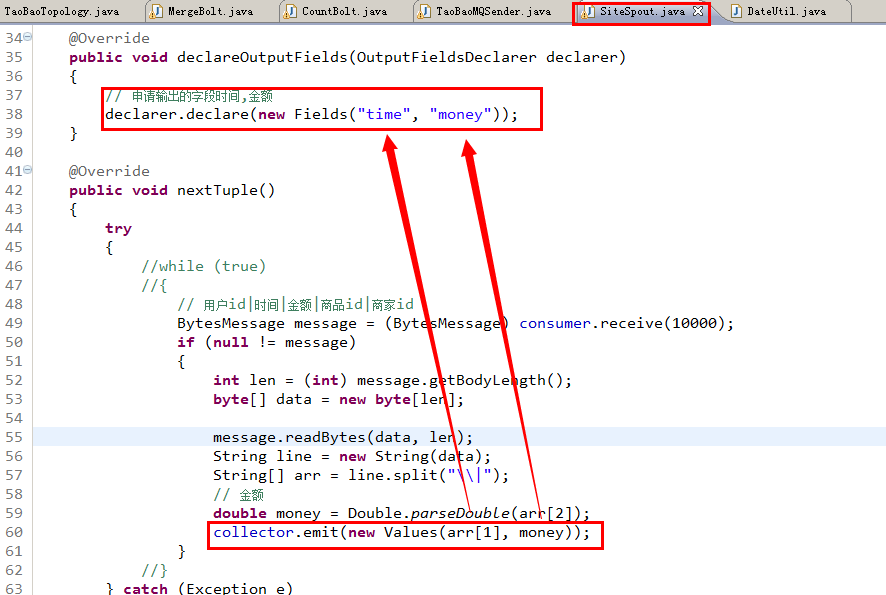 TaoBaoTopology.java MergeBolt.java CountBolt.java TaoBaoMQSender.java SiteSpout.java DateUtil.java
34 @Override
35 public void declareOutputFields(OutputFieldsDeclarer declarer)
36 {
37 // 申请输出的字段时间,金额
38 declarer.declare(new Fields("time", "money"));
39 }
40
41 @Override
42 public void nextTuple()
43 {
44 try
45 {
46 //while (true)
47 //{
48 // 用户id|时间|金额|商品id|商家id
49 BytesMessage message = (BytesMessage) consumer.receive(10000);
50 if (null != message)
51 {
52 int len = (int) message.getBodyLength();
53 byte[] data = new byte[len];
54
55 message.readBytes(data, len);
56 String line = new String(data);
57 String[] arr = line.split("\\|");
58 // 金额
59 double money = Double.parseDouble(arr[2]);
60 collector.emit(new Values(arr[1], money));
61 }
62 //}
63 } catch (Exception e)